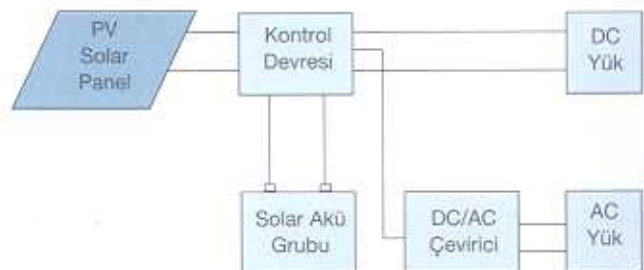 PV
Solar
Panel
Kontrol
Devresi
DC
Yük
Solar Akü
Grubu
DC/AC
Çevirici
AC
Yük